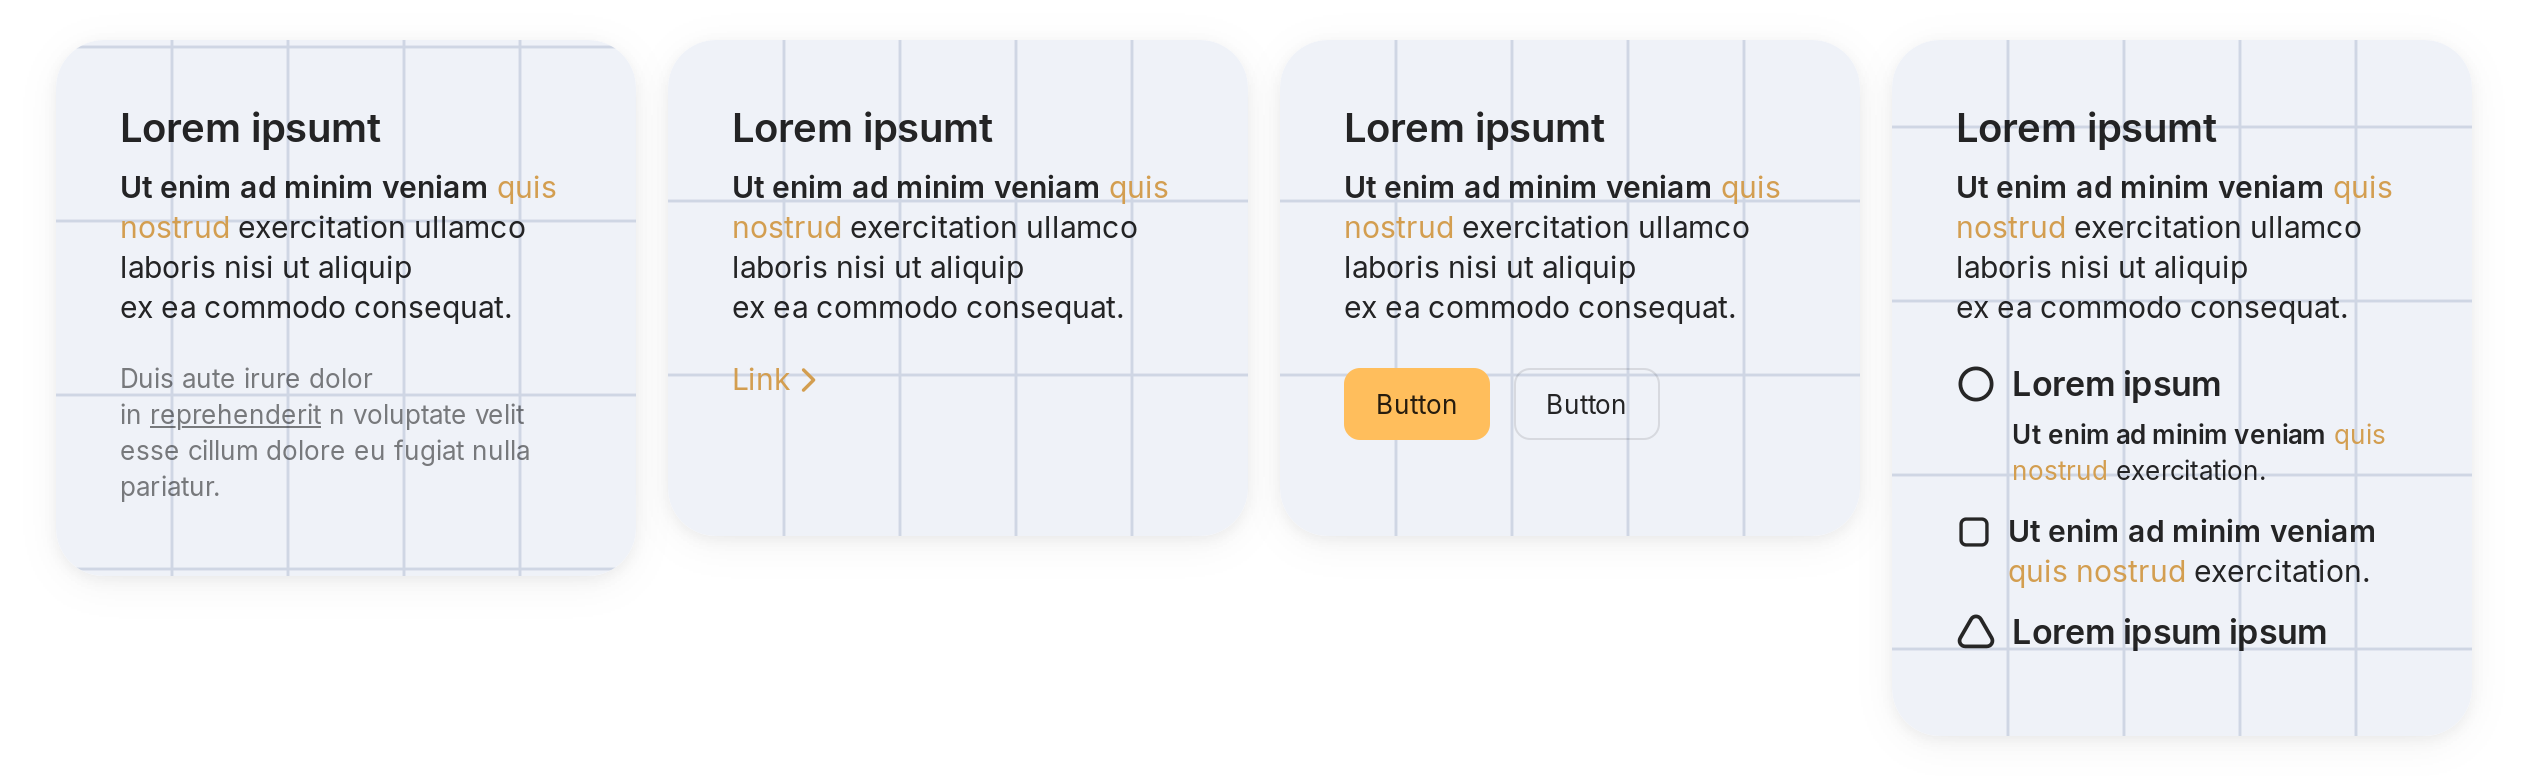 Lorem ipsumt
Ut enim ad minim veniam quis
nostrud exercitation ullamco
laboris nisi ut aliquip
ex ea commodo consequat.
Duis aute irure dolor
in reprehenderit n voluptate velit
esse cillum dolore eu fugiat nulla
pariatur.
Lorem ipsumt
Ut enim ad minim veniam quis
nostrud exercitation ullamco
laboris nisi ut aliquip
ex ea commodo consequat.
Link
Lorem ipsumt
Ut enim ad minim veniam quis
nostrud exercitation ullamco
laboris nisi ut aliquip
ex ea commodo consequat.
Button
Button
Lorem ipsumt
Ut enim ad minim veniam quis
nostrud exercitation ullamco
laboris nisi ut aliquip
ex ea commodo consequat.
Lorem ipsum
Ut enim ad minim veniam quis
nostrud exercitation.
Ut enim ad minim veniam
quis nostrud exercitation.
Lorem ipsum ipsum